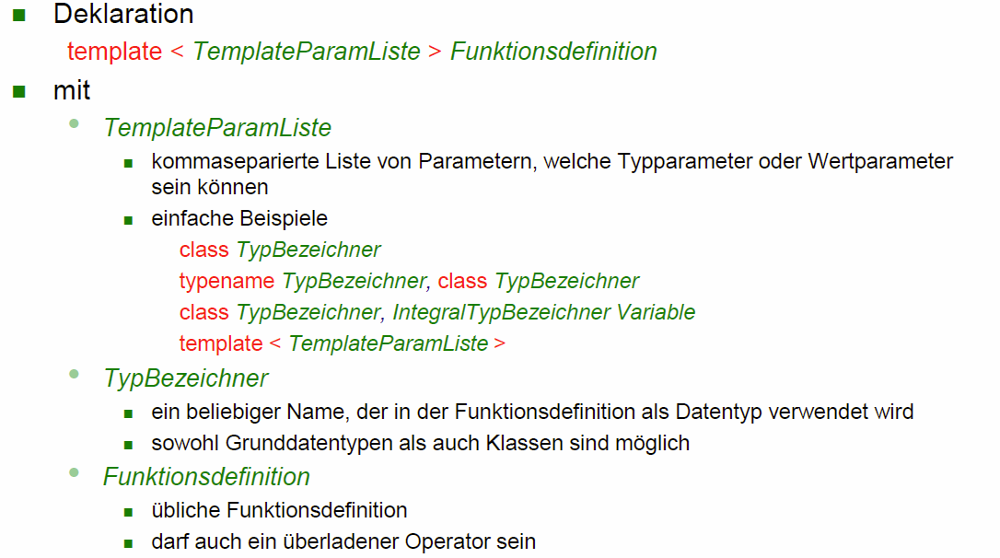 Deklaration
template < TemplateParamListe > Funktionsdefinition
mit
TemplateParamListe
kommaseparierte Liste von Parametern, welche Typparameter oder Wertparameter
sein können
einfache Beispiele
class TypBezeichner
typename TypBezeichner, class TypBezeichner
class TypBezeichner, IntegralTypBezeichner Variable
template < TemplateParamListe >
TypBezeichner
ein beliebiger Name, der in der Funktionsdefinition als Datentyp verwendet wird
sowohl Grunddatentypen als auch Klassen sind möglich
Funktionsdefinition
übliche Funktionsdefinition
darf auch ein überladener Operator sein